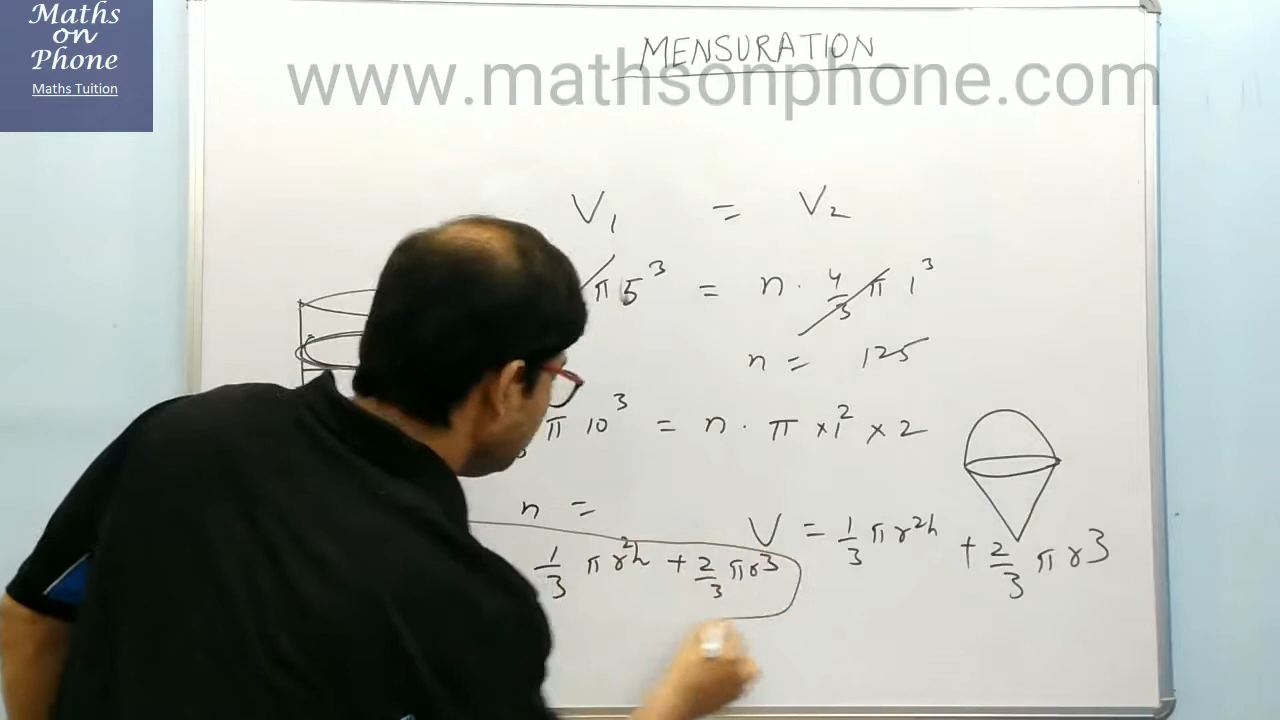 Maths
on
Phone
Maths Tuition
MENSURATION
www.mathsonphone.com
V₁ = V₂
π 5³ = n · 4/3 π 1³
n = 125
π 10³ = n · π × 1² × 2
n =
V = 1/3 π r²h + 2/3 π r3
1/3 π r²h + 2/3 π r3